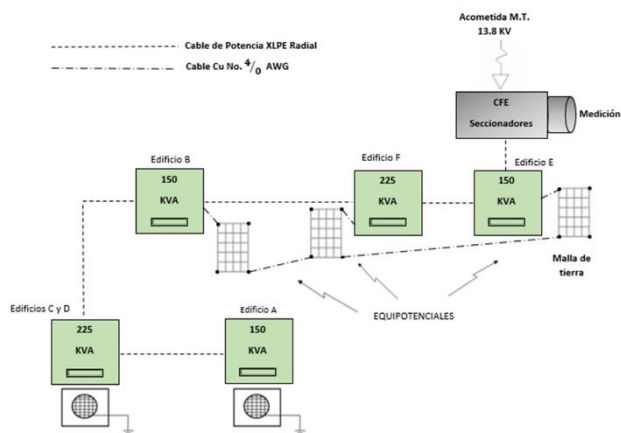 Acometida M.T.
13.8 KV
Cable de Potencia XLPE Radial
Cable Cu No. 4/0 AWG
CFE
Seccionadores
Medición
Edificio B
150
KVA
Edificio F
225
KVA
Edificio E
150
KVA
Malla de
tierra
EQUIPOTENCIALES
Edificios C y D
225
KVA
Edificio A
150
KVA